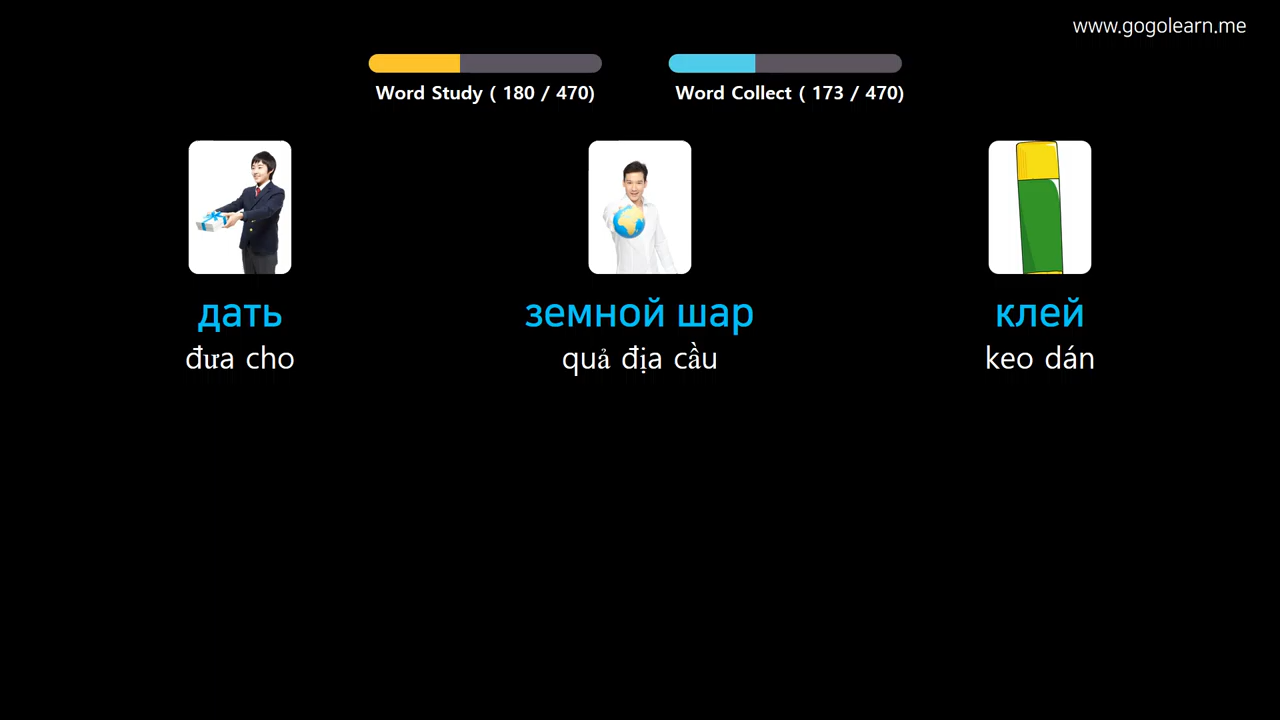 www.gogolearn.me
Word Study ( 180 / 470)
Word Collect ( 173 / 470)
дать
земной шар
клей
đưa cho
quả địa cầu
keo dán